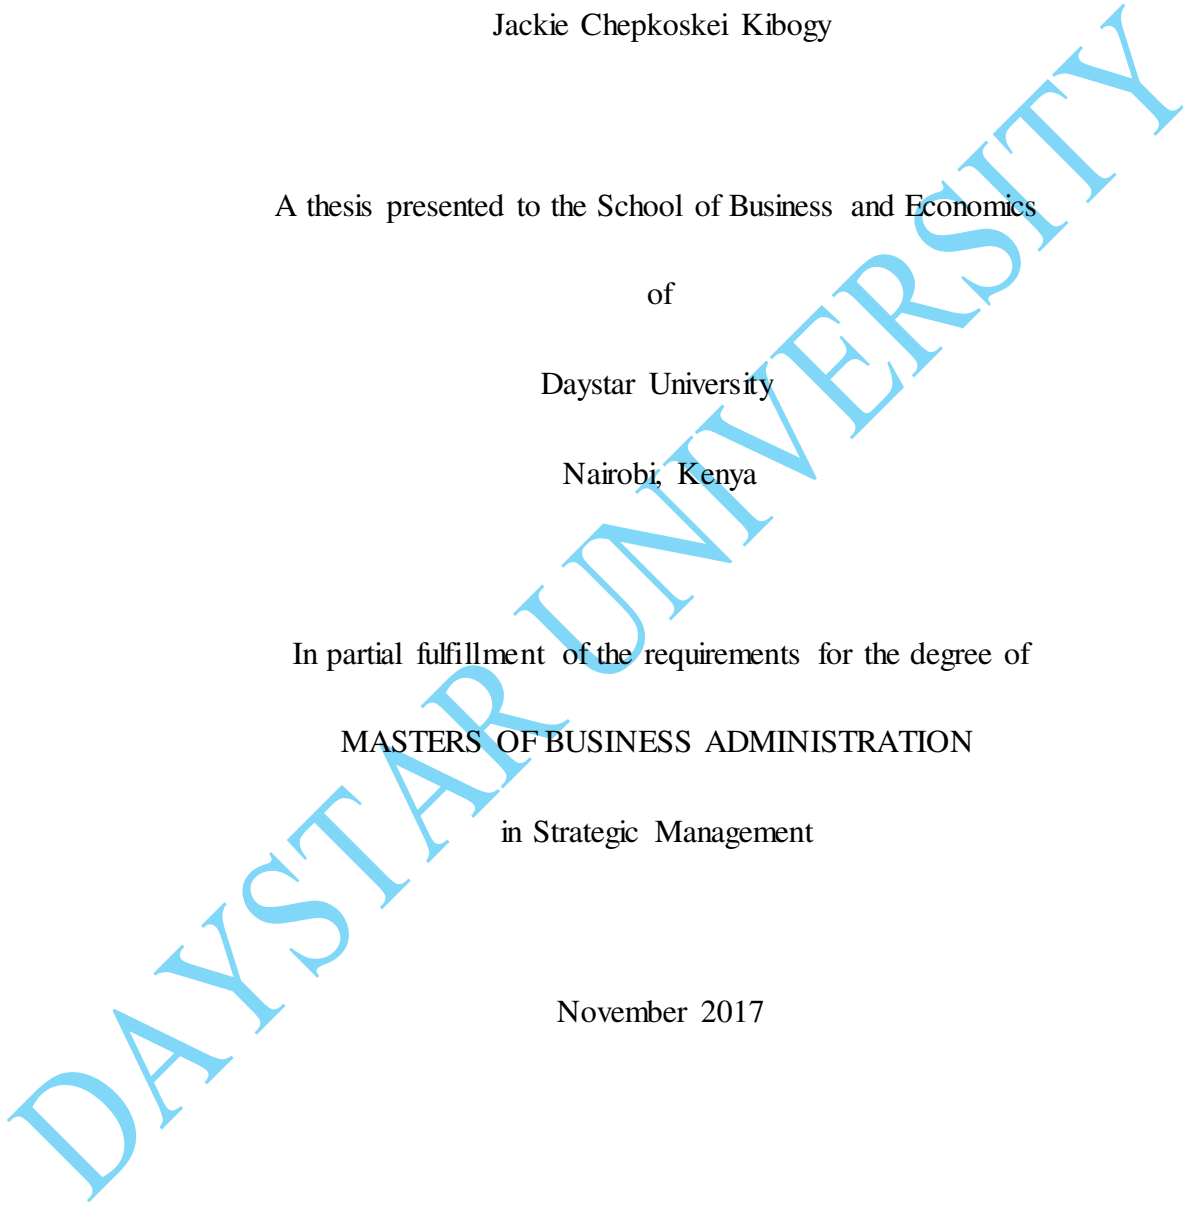 Jackie Chepkoskei Kibogy
A thesis presented to the School of Business and Economics
of
Daystar University
Nairobi, Kenya
In partial fulfillment of the requirements for the degree of
MASTERS OF BUSINESS ADMINISTRATION
in Strategic Management
November 2017
DAYSTAR UNIVERSITY